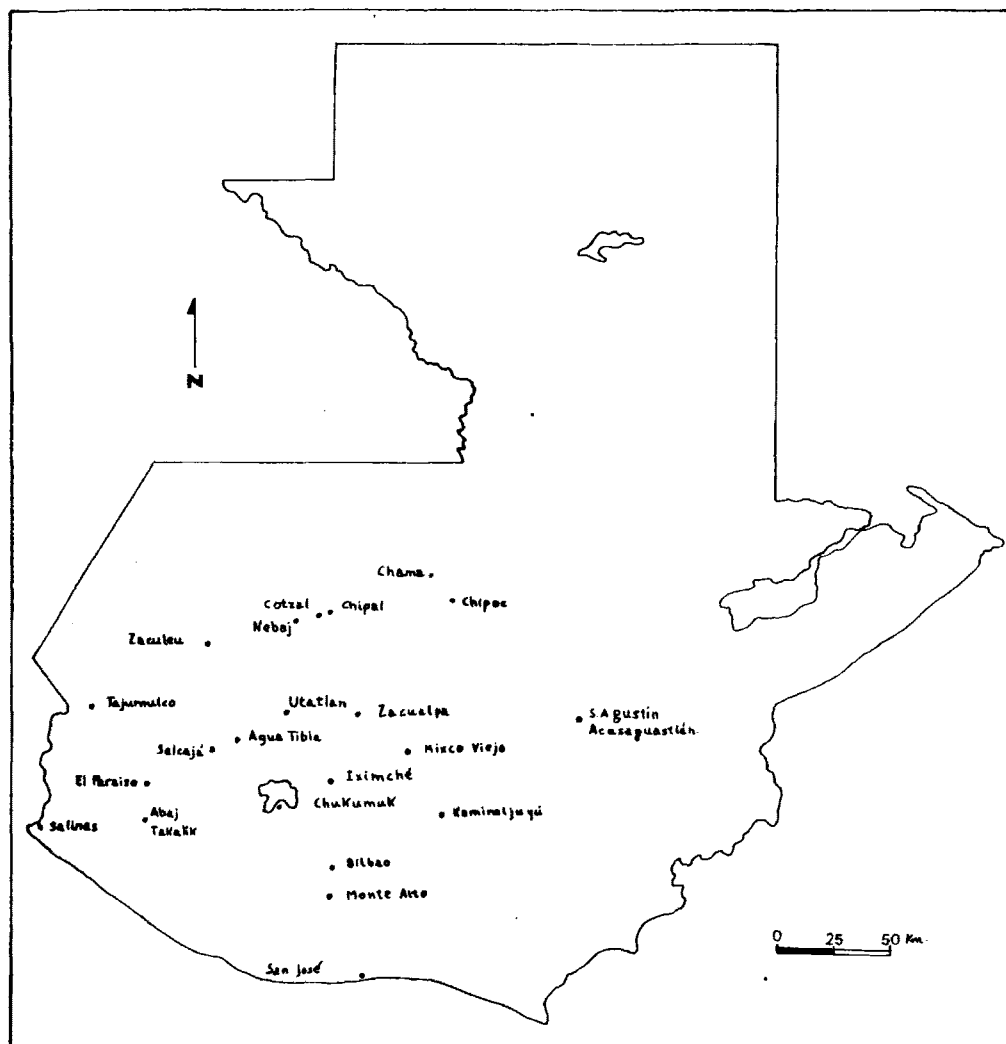 N
Chama
Cotzal
Chipal
Chipoc
Nebaj
Zaculeu
Tajumulco
Utatlan
Zacualpa
S.Agustín
Acasaguastlán.
Agua Tibia
Salcajá
Mixco Viejo
El Paraiso
Iximché
Chukumuk
Abaj
Takalik
Kaminaljuyú
Salinas
Bilbao
Monte Alto
0 25 50 Km.
San José